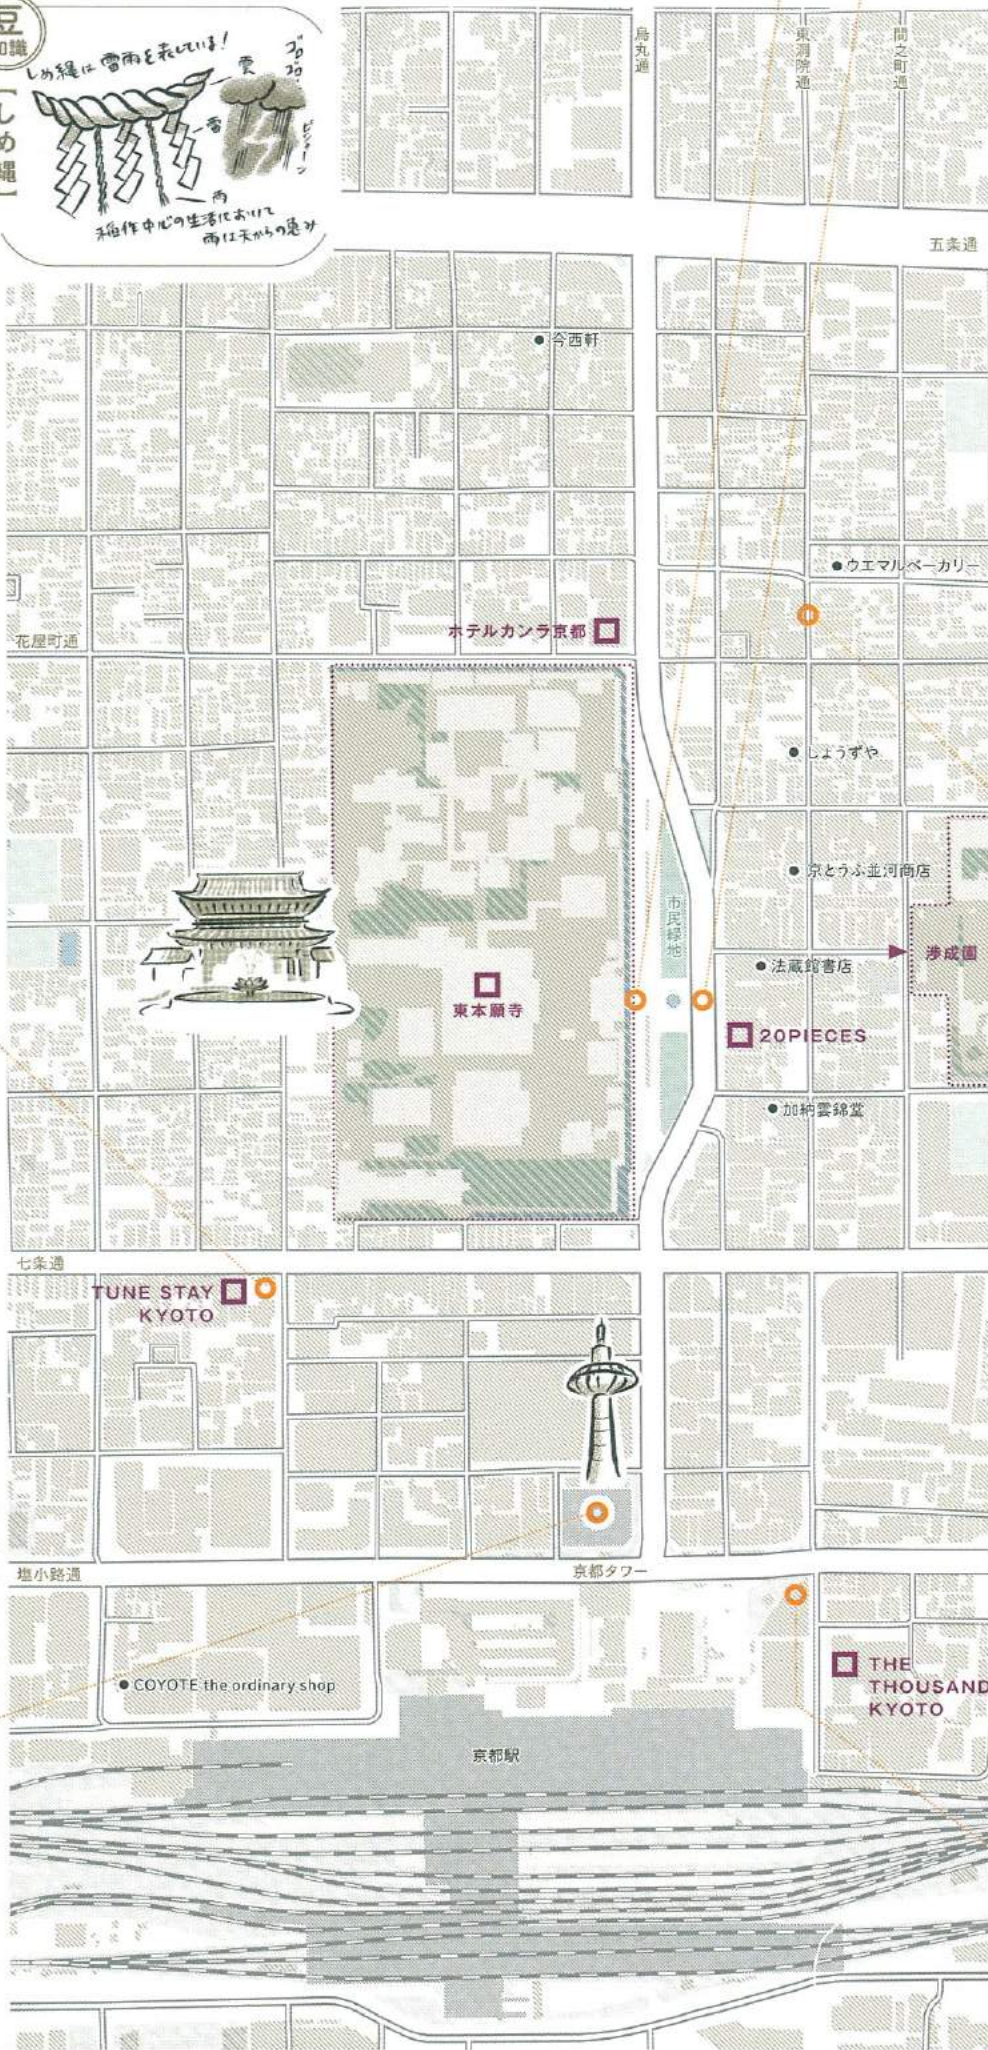 豆
知識
【しめ縄】
しめ縄は雷雨を表している!
雲
ゴロ
ゴロ
雷
ピシャーン
雨
稲作中心の生活において
雨は天からの恵み
烏丸通
東洞院通
間之町通
五条通
今西軒
ウエマルベーカリー
ホテルカンラ京都
花屋町通
しょうずや
京とうふ並河商店
市民緑地
渉成園
法蔵館書店
東本願寺
20PIECES
加納雲錦堂
七条通
TUNE STAY
KYOTO
塩小路通
京都タワー
THE
THOUSAND
KYOTO
COYOTE the ordinary shop
京都駅